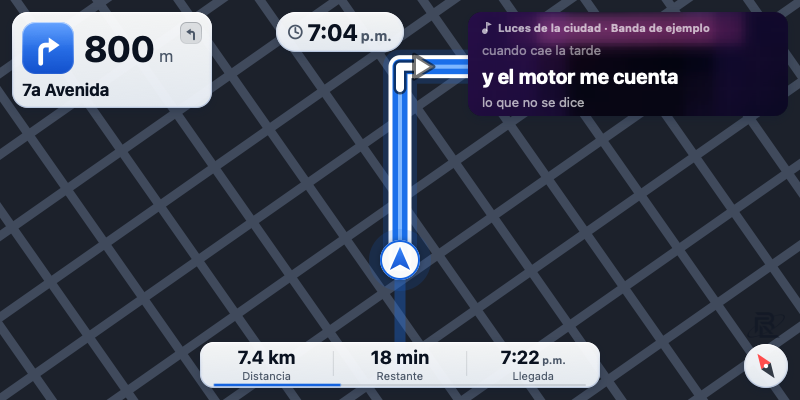 800 m
7a Avenida
7:04 p.m.
Luces de la ciudad · Banda de ejemplo
cuando cae la tarde
y el motor me cuenta
lo que no se dice
7.4 km
Distancia
18 min
Restante
7:22 p.m.
Llegada